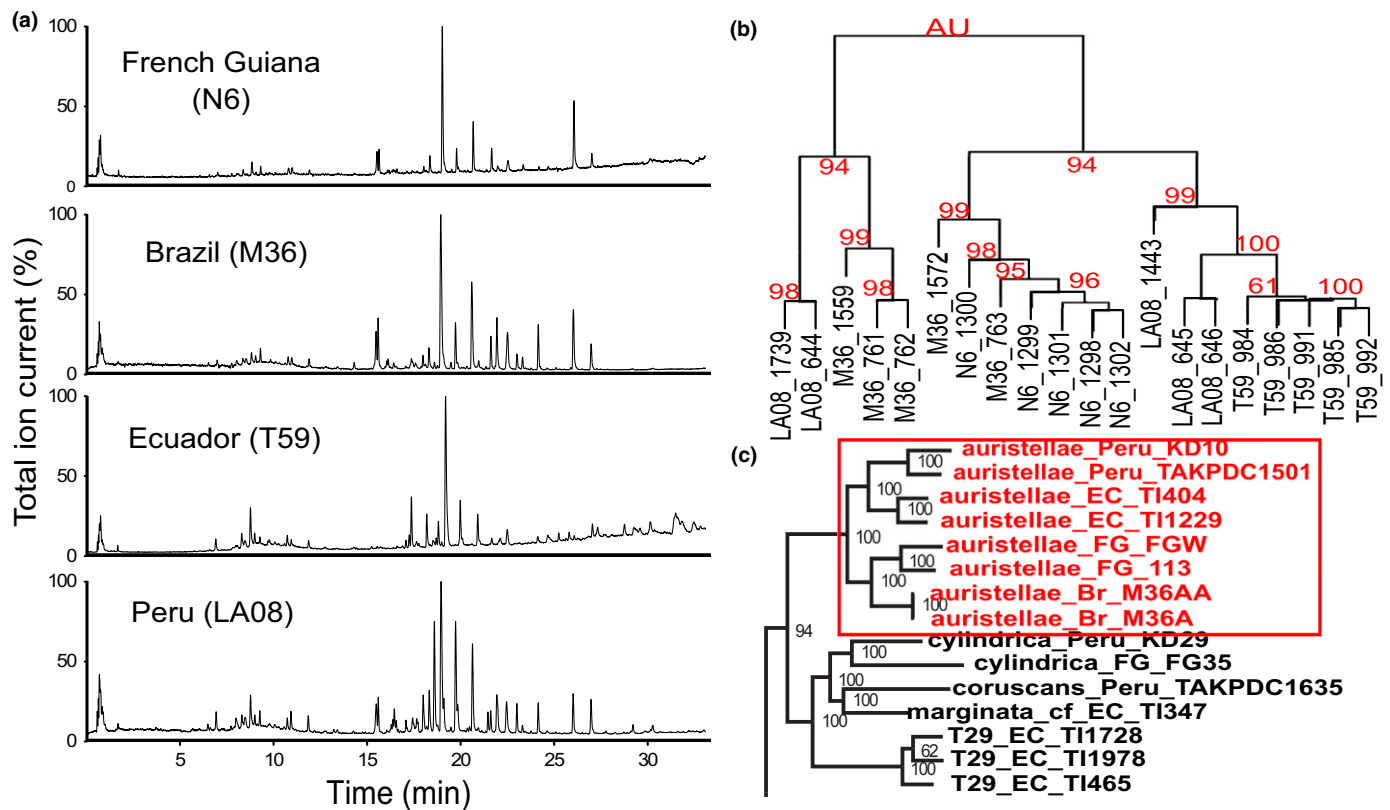 (a)
Total ion current (%)
100
50
0
French Guiana
(N6)
100
50
0
Brazil (M36)
100
50
0
Ecuador (T59)
100
50
0
Peru (LA08)
5
10
15
20
25
30
Time (min)
(b)
AU
94
94
99
99
99
98
100
98
98
95
96
61
100
LA08_1739
LA08_644
M36_1559
M36_761
M36_762
M36_1572
N6_1300
M36_763
N6_1299
N6_1301
N6_1298
N6_1302
LA08_1443
LA08_645
LA08_646
T59_984
T59_986
T59_991
T59_985
T59_992
(c)
auristellae_Peru_KD10
100
auristellae_Peru_TAKPDC1501
100
auristellae_EC_TI404
100
auristellae_EC_TI1229
100
auristellae_FG_FGW
100
auristellae_FG_113
100
auristellae_Br_M36AA
100
auristellae_Br_M36A
94
cylindrica_Peru_KD29
100
cylindrica_FG_FG35
100
coruscans_Peru_TAKPDC1635
100
marginata_cf_EC_TI347
100
T29_EC_TI1728
62
T29_EC_TI1978
100
T29_EC_TI465